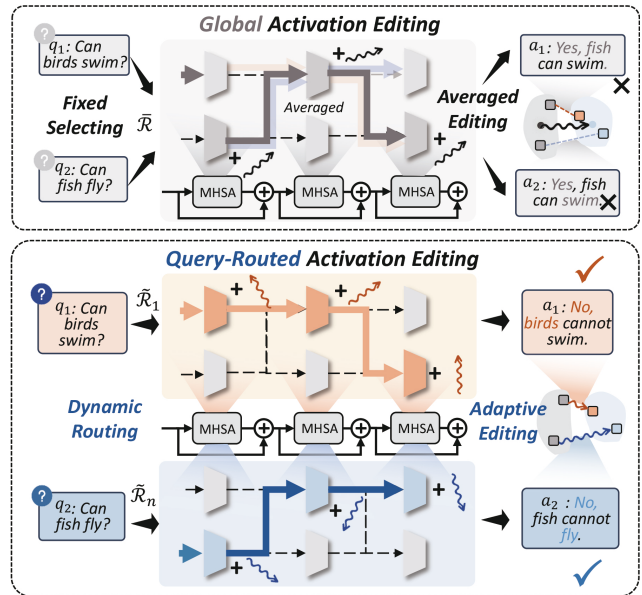 Global Activation Editing
?
q1: Can
birds swim?
Fixed
Selecting
R̄
?
q2: Can
fish fly?
+
Averaged
+
+
MHSA
MHSA
MHSA
Averaged
Editing
a1: Yes, fish
can swim.
a2: Yes, fish
can swim.
Query-Routed Activation Editing
?
q1: Can
birds
swim?
R̃1
+
+
+
a1: No,
birds cannot
swim.
Dynamic
Routing
MHSA
MHSA
MHSA
Adaptive
Editing
?
q2: Can
fish fly?
R̃n
+
+
+
a2 : No,
fish cannot
fly.